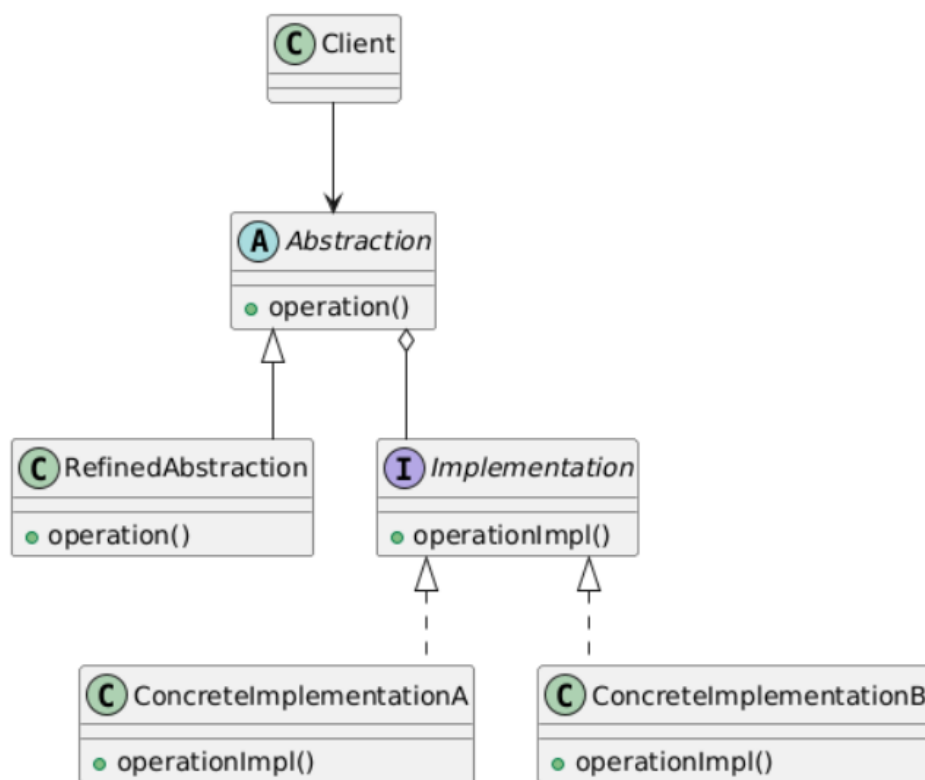 C Client
A Abstraction
operation()
C RefinedAbstraction
operation()
I Implementation
operationImpl()
C ConcreteImplementationA
operationImpl()
C ConcreteImplementationB
operationImpl()